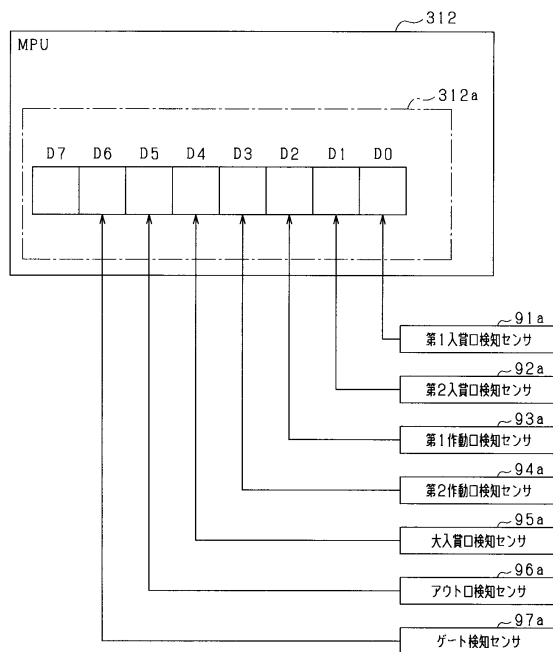 312
MPU
312a
D7 D6 D5 D4 D3 D2 D1 D0
91a
第1入賞口検知センサ
92a
第2入賞口検知センサ
93a
第1作動口検知センサ
94a
第2作動口検知センサ
95a
大入賞口検知センサ
96a
アウト口検知センサ
97a
ゲート検知センサ